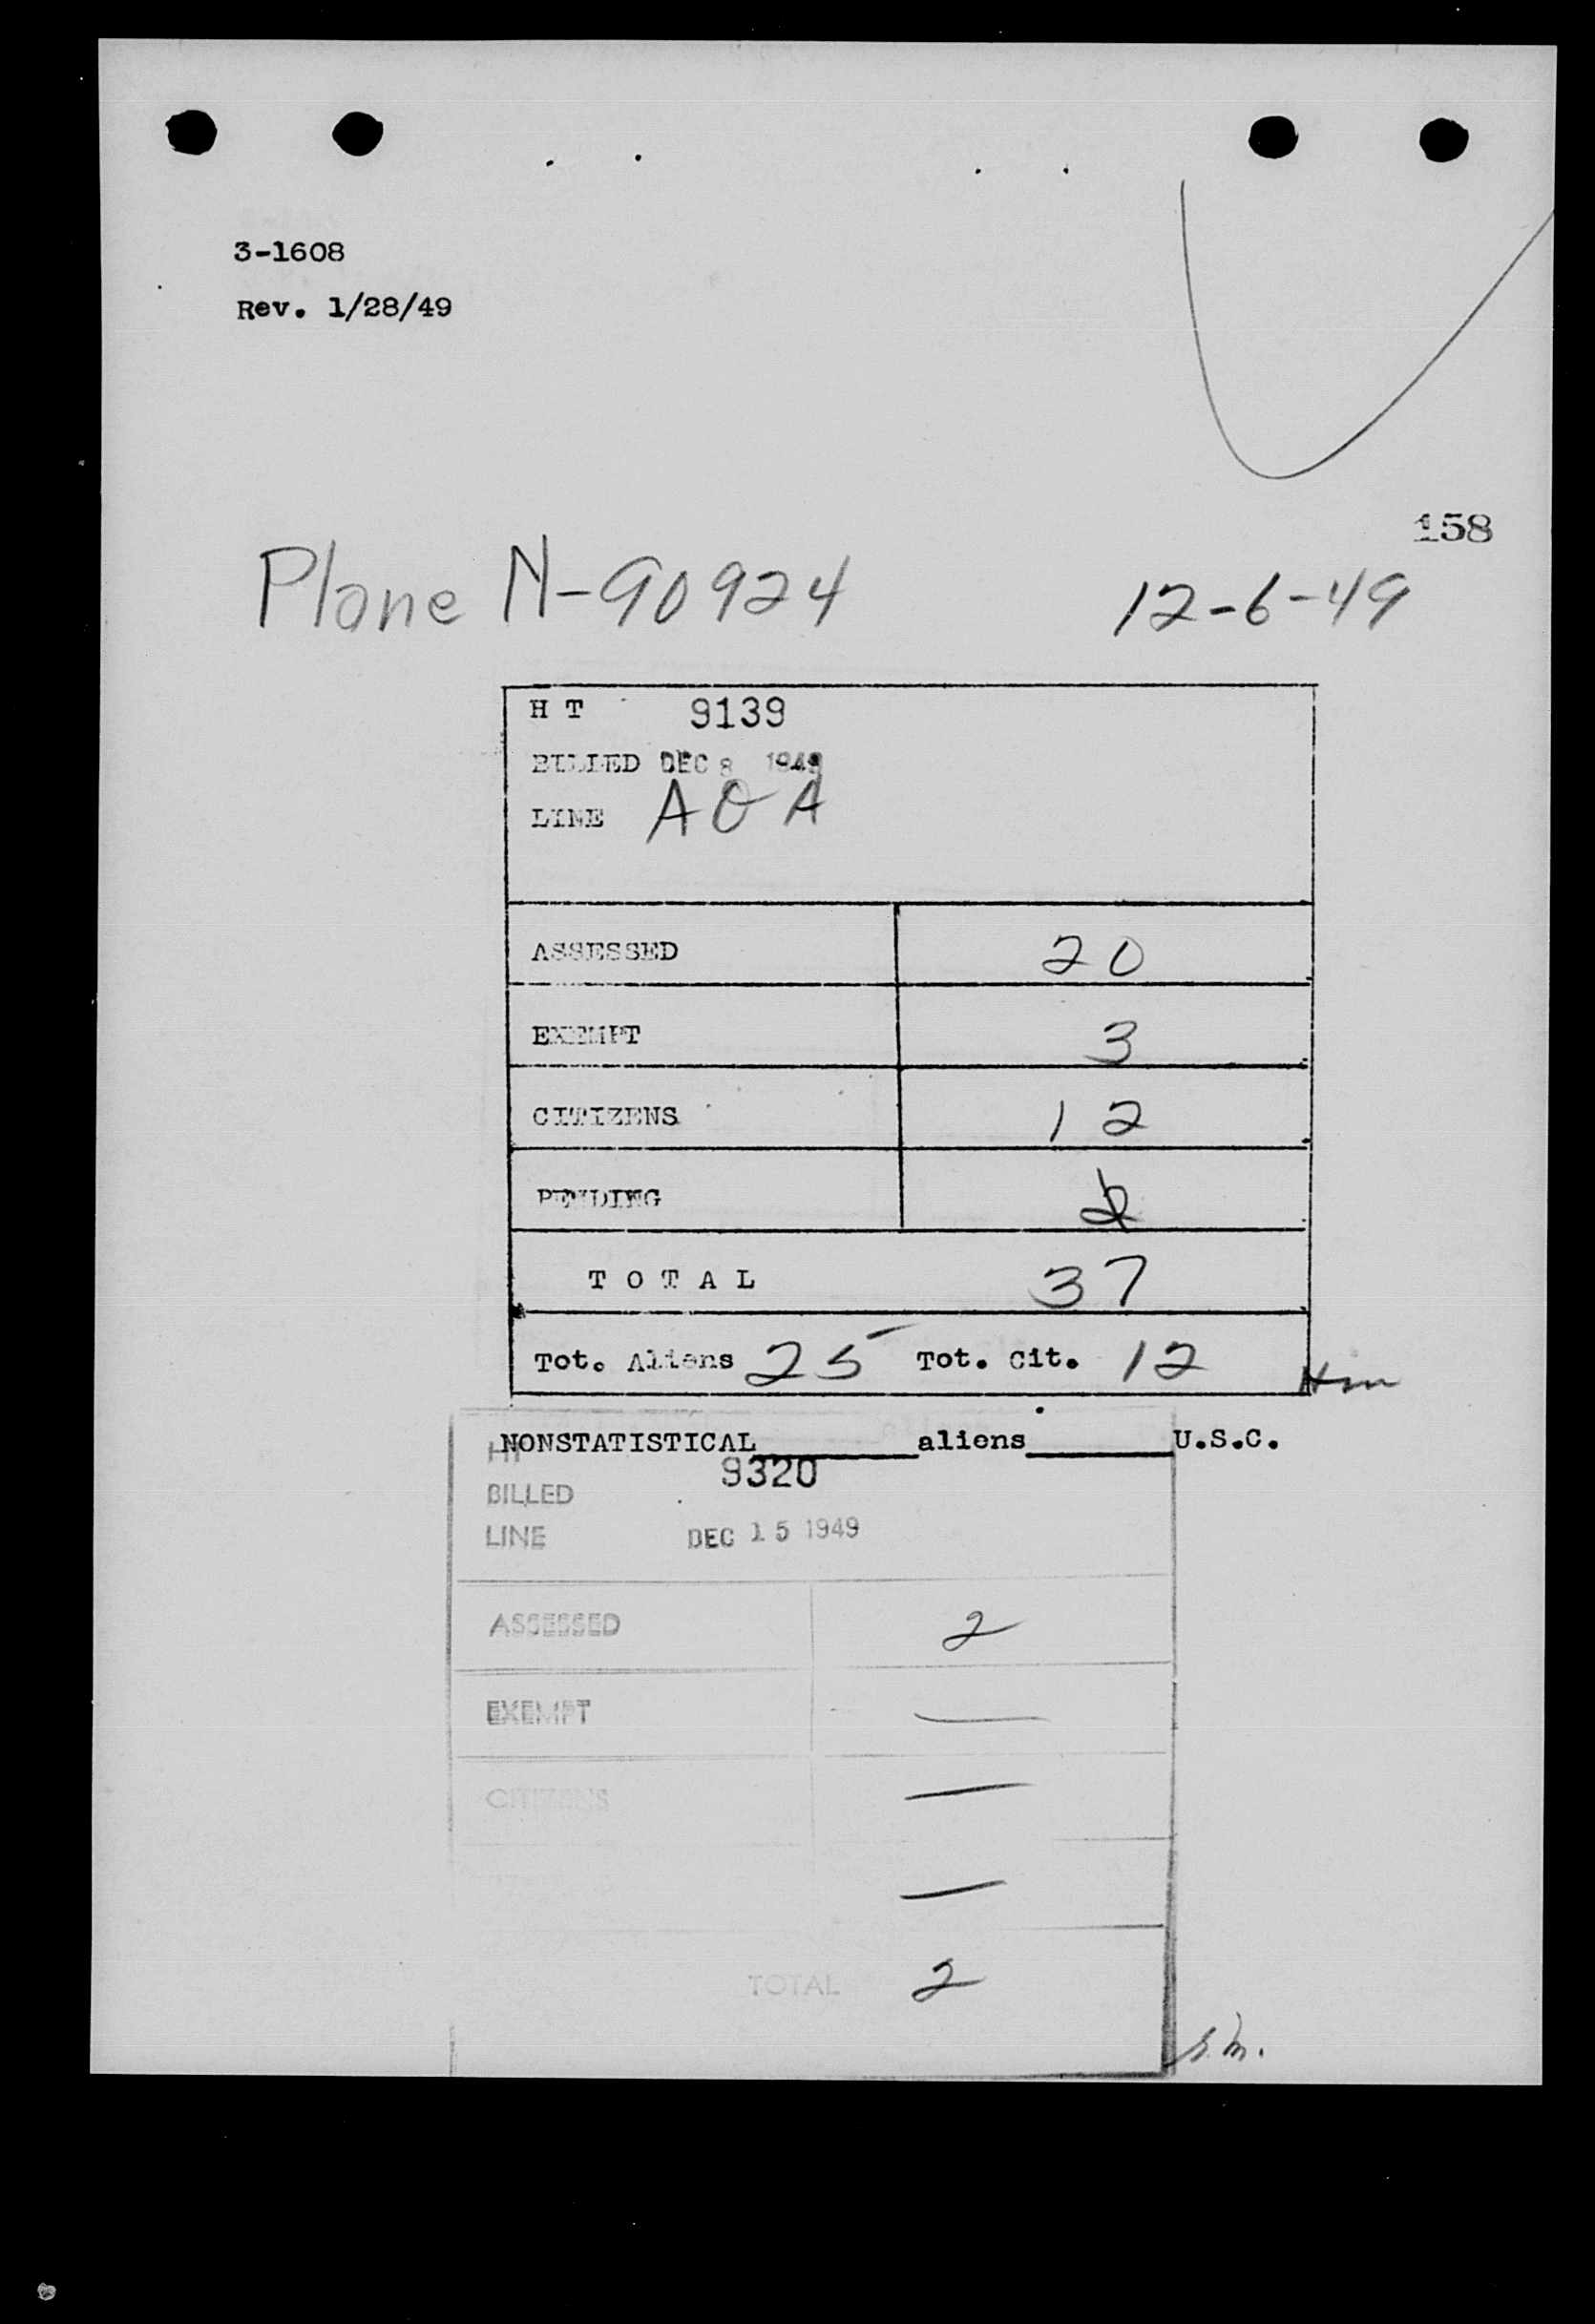 3-1608
Rev. 1/28/49
158
Plane N-90924 12-6-49
H T 9139
BILLED DEC 8 1949
LINE A O A
ASSESSED 20
EXEMPT 3
CITIZENS 12
PENDING 2
T O T A L 37
Tot. Aliens 25 Tot. Cit. 12
NONSTATISTICAL aliens U.S.C.
HT 9320
BILLED
LINE DEC 15 1949
ASSESSED 2
EXEMPT —
CITIZENS —
—
TOTAL 2